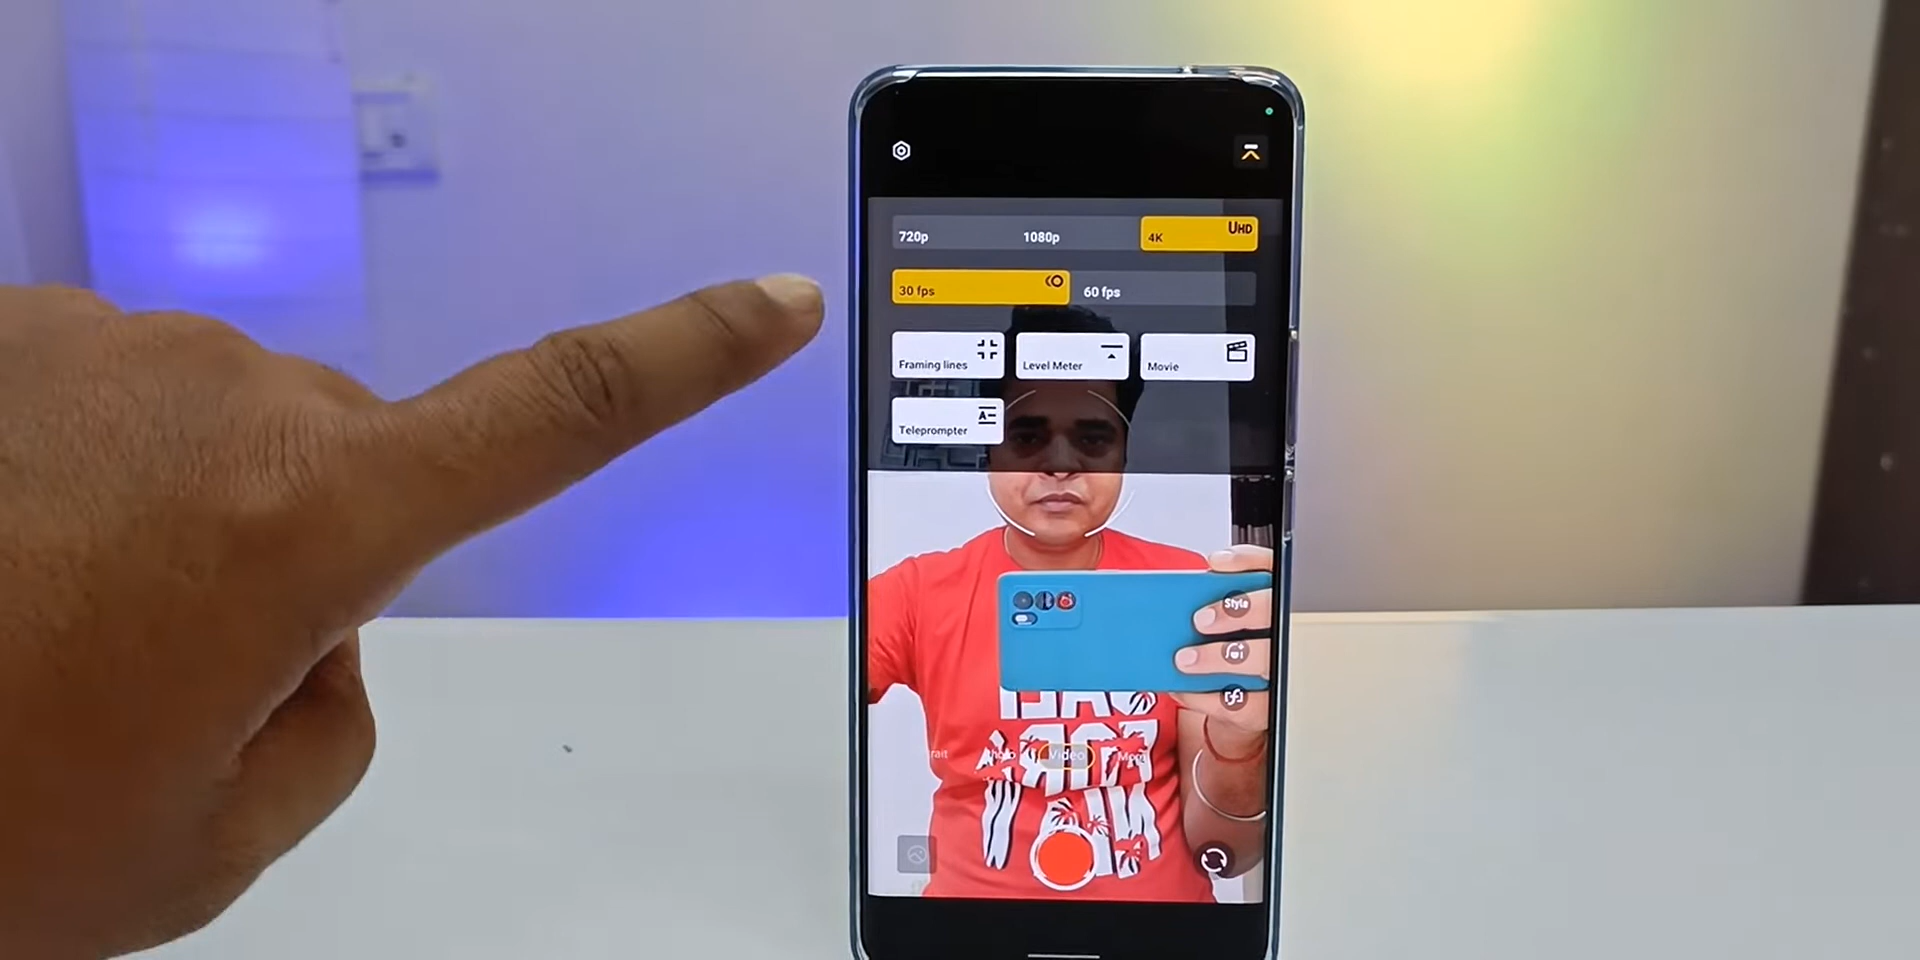 720p 1080p 4K UHD
30 fps 60 fps
Framing lines Level Meter Movie
Teleprompter
Style
Video